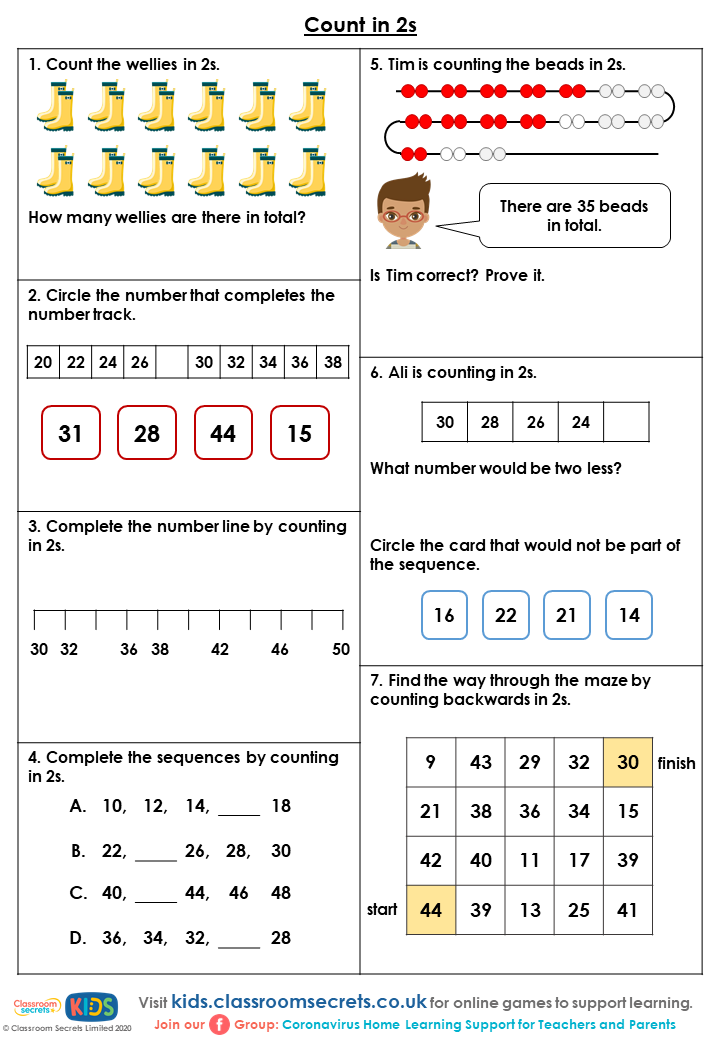 Count in 2s
1. Count the wellies in 2s.
How many wellies are there in total?
2. Circle the number that completes the
number track.
20 22 24 26 30 32 34 36 38
31 28 44 15
3. Complete the number line by counting
in 2s.
30 32 36 38 42 46 50
4. Complete the sequences by counting
in 2s.
A. 10, 12, 14, ____ 18
B. 22, ____ 26, 28, 30
C. 40, ____ 44, 46 48
D. 36, 34, 32, ____ 28
5. Tim is counting the beads in 2s.
There are 35 beads
in total.
Is Tim correct? Prove it.
6. Ali is counting in 2s.
30 28 26 24
What number would be two less?
Circle the card that would not be part of
the sequence.
16 22 21 14
7. Find the way through the maze by
counting backwards in 2s.
9 43 29 32 30 finish
21 38 36 34 15
42 40 11 17 39
start 44 39 13 25 41
Classroom
secrets
KIDS
© Classroom Secrets Limited 2020
Visit kids.classroomsecrets.co.uk for online games to support learning.
Join our f Group: Coronavirus Home Learning Support for Teachers and Parents